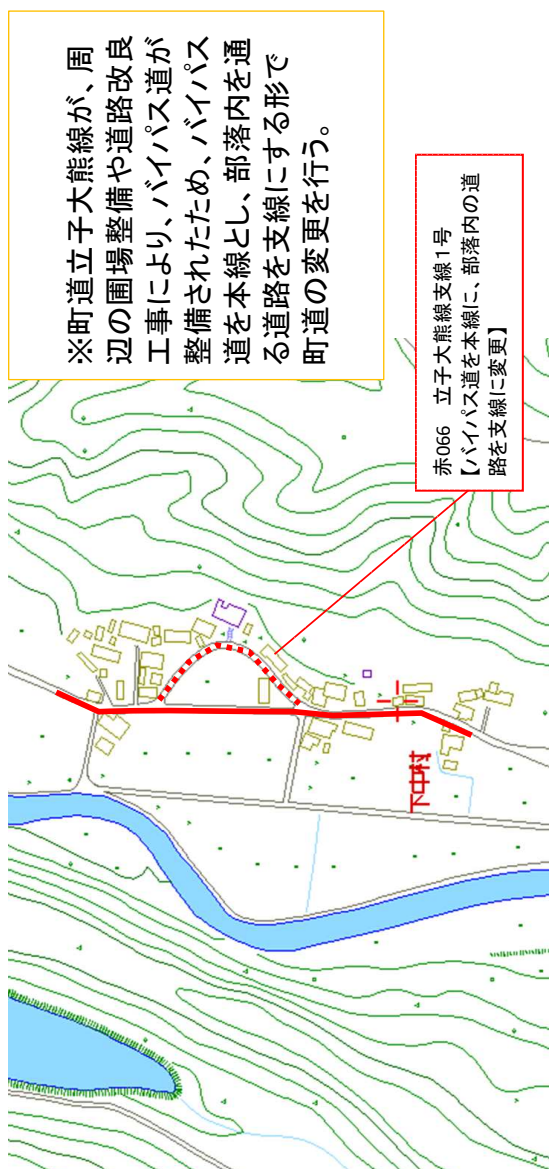 ※町道立子大熊線が、周
辺の圃場整備や道路改良
工事により、バイパス道が
整備されたため、バイパス
道を本線とし、部落内を通
る道路を支線にする形で
町道の変更を行う。
赤066 立子大熊線支線1号
【バイパス道を本線に、部落内の道
路を支線に変更】
下中村